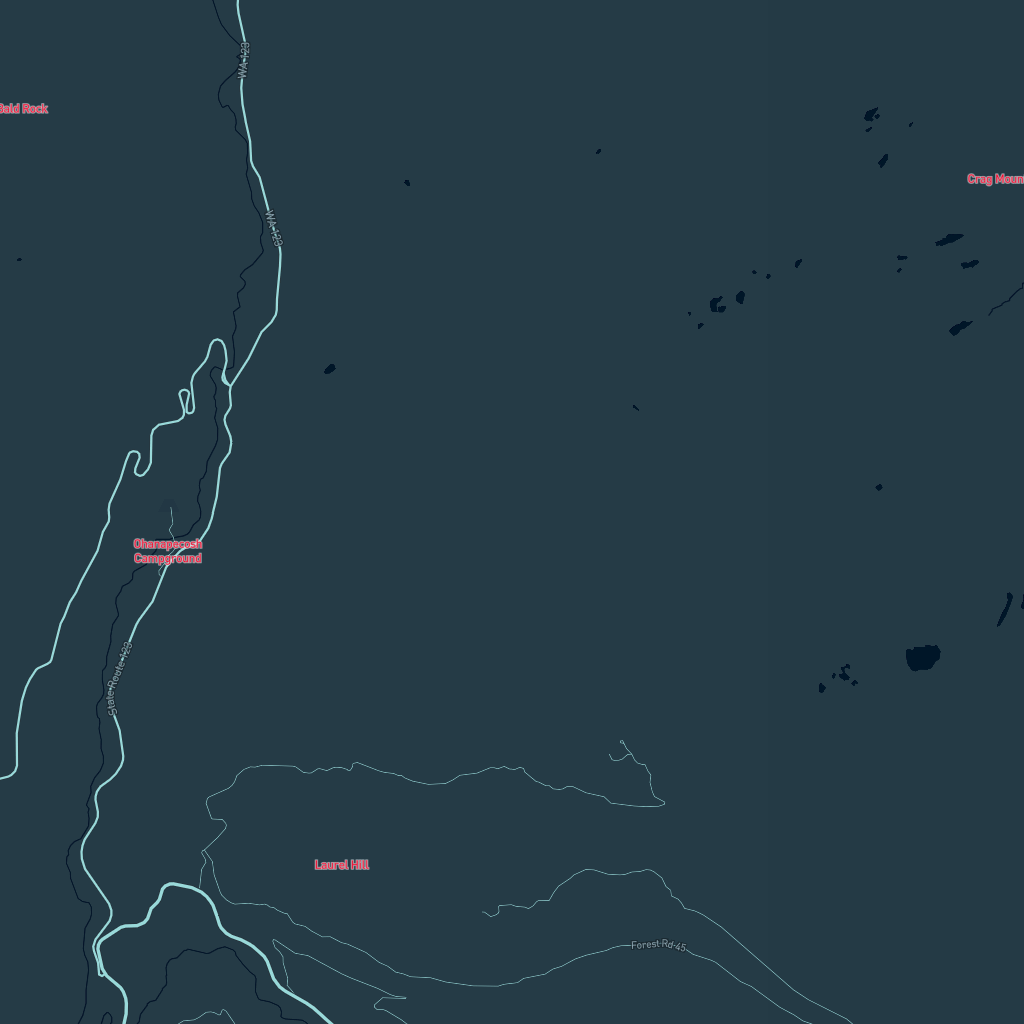 WA-123
Bald Rock
Crag Moun
WA-123
Ohanapecosh
Campground
State Route 123
Laurel Hill
Forest Rd 45